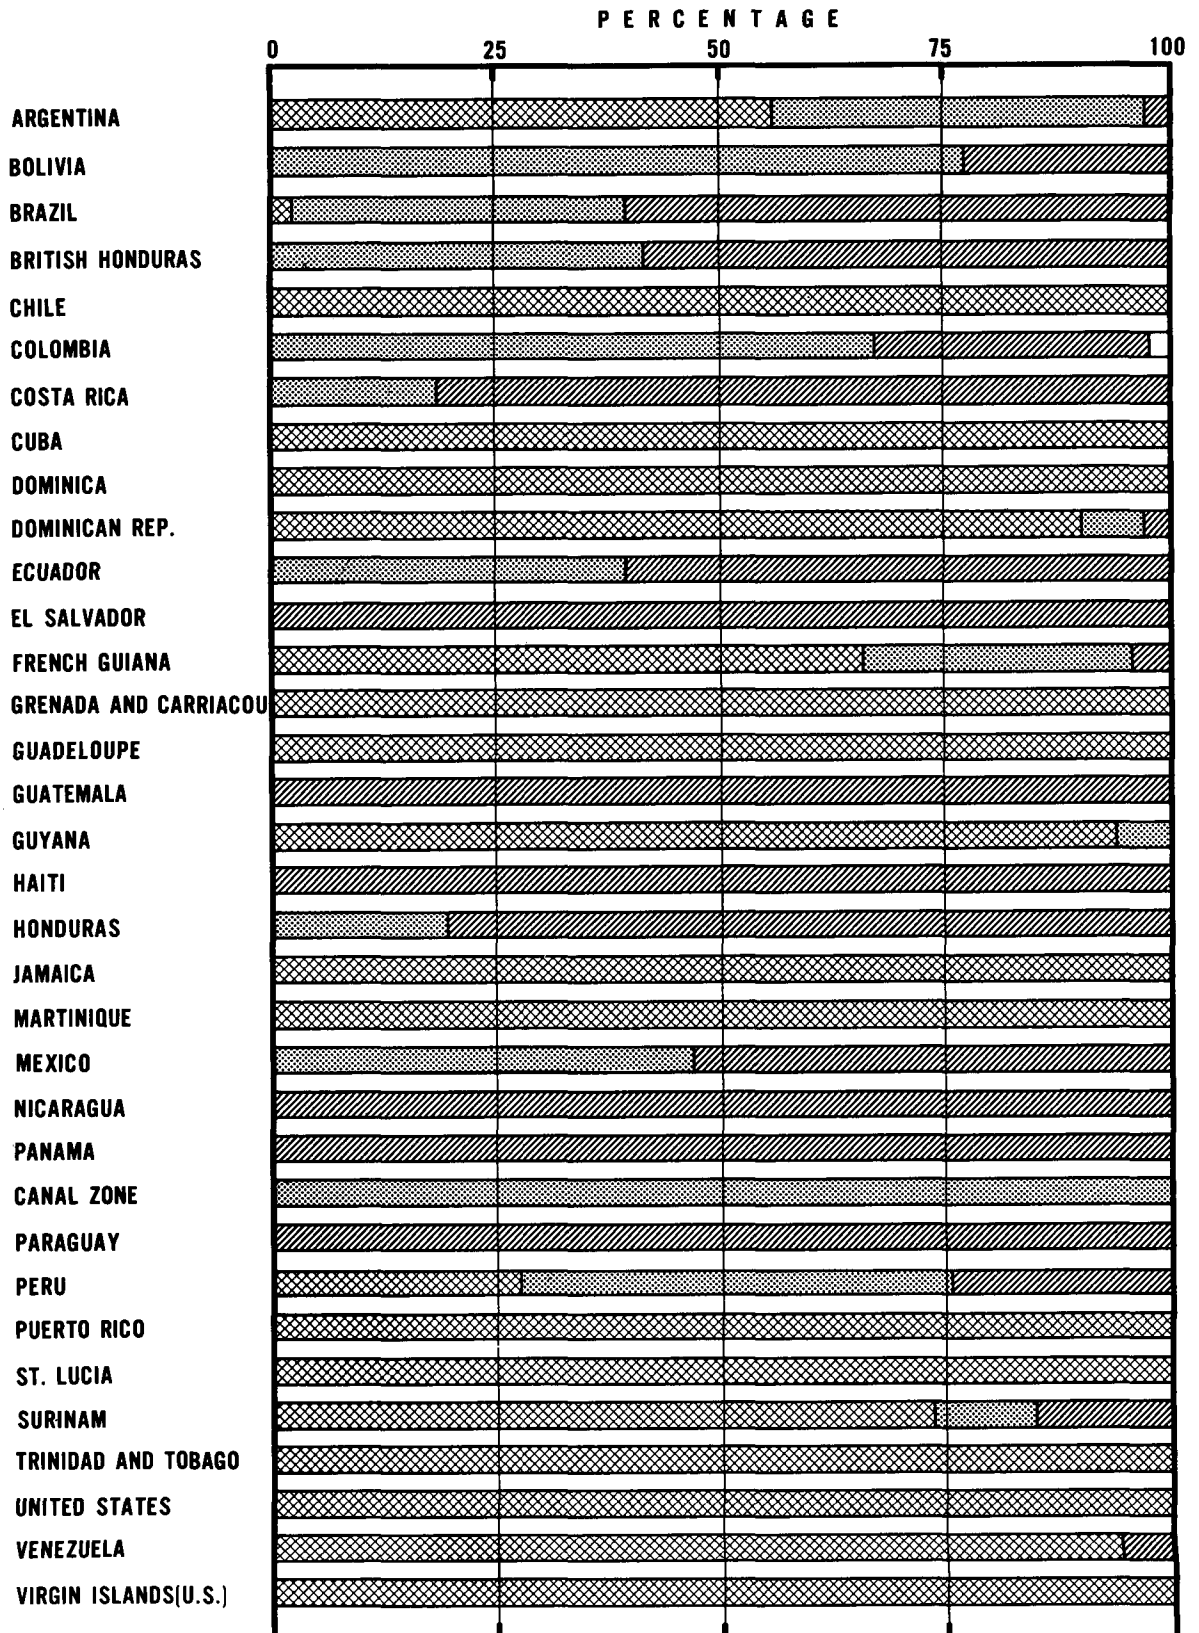 PERCENTAGE
0 25 50 75 100
ARGENTINA
BOLIVIA
BRAZIL
BRITISH HONDURAS
CHILE
COLOMBIA
COSTA RICA
CUBA
DOMINICA
DOMINICAN REP.
ECUADOR
EL SALVADOR
FRENCH GUIANA
GRENADA AND CARRIACOU
GUADELOUPE
GUATEMALA
GUYANA
HAITI
HONDURAS
JAMAICA
MARTINIQUE
MEXICO
NICARAGUA
PANAMA
CANAL ZONE
PARAGUAY
PERU
PUERTO RICO
ST. LUCIA
SURINAM
TRINIDAD AND TOBAGO
UNITED STATES
VENEZUELA
VIRGIN ISLANDS(U.S.)